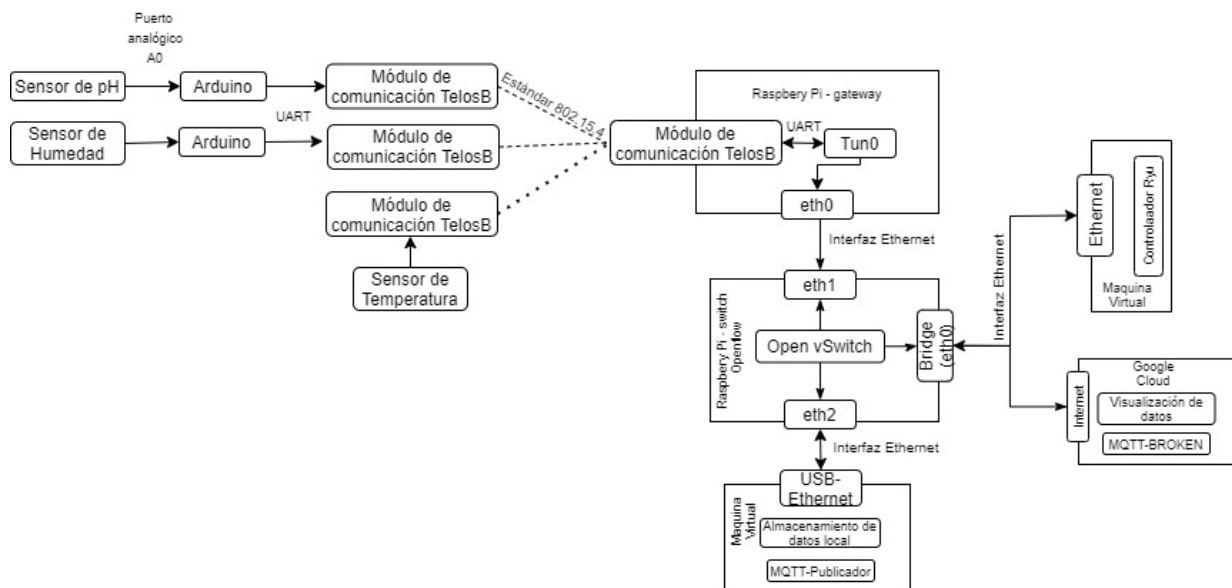 Puerto
analógico
A0
Sensor de pH
Arduino
Módulo de
comunicación TelosB
Estándar 802.15.4
Sensor de
Humedad
Arduino
UART
Módulo de
comunicación TelosB
Módulo de
comunicación TelosB
Sensor de
Temperatura
Raspbery Pi - gateway
Módulo de
comunicación TelosB
UART
Tun0
eth0
Interfaz Ethernet
Raspbery Pi - switch
Openflow
eth1
Open vSwitch
Bridge
(eth0)
eth2
Interfaz Ethernet
USB-
Ethernet
Maquina
Virtual
Almacenamiento de
datos local
MQTT-Publicador
Interfaz Ethernet
Ethernet
Controlaador Ryu
Maquina
Virtual
Google
Cloud
Internet
Visualización de
datos
MQTT-BROKEN